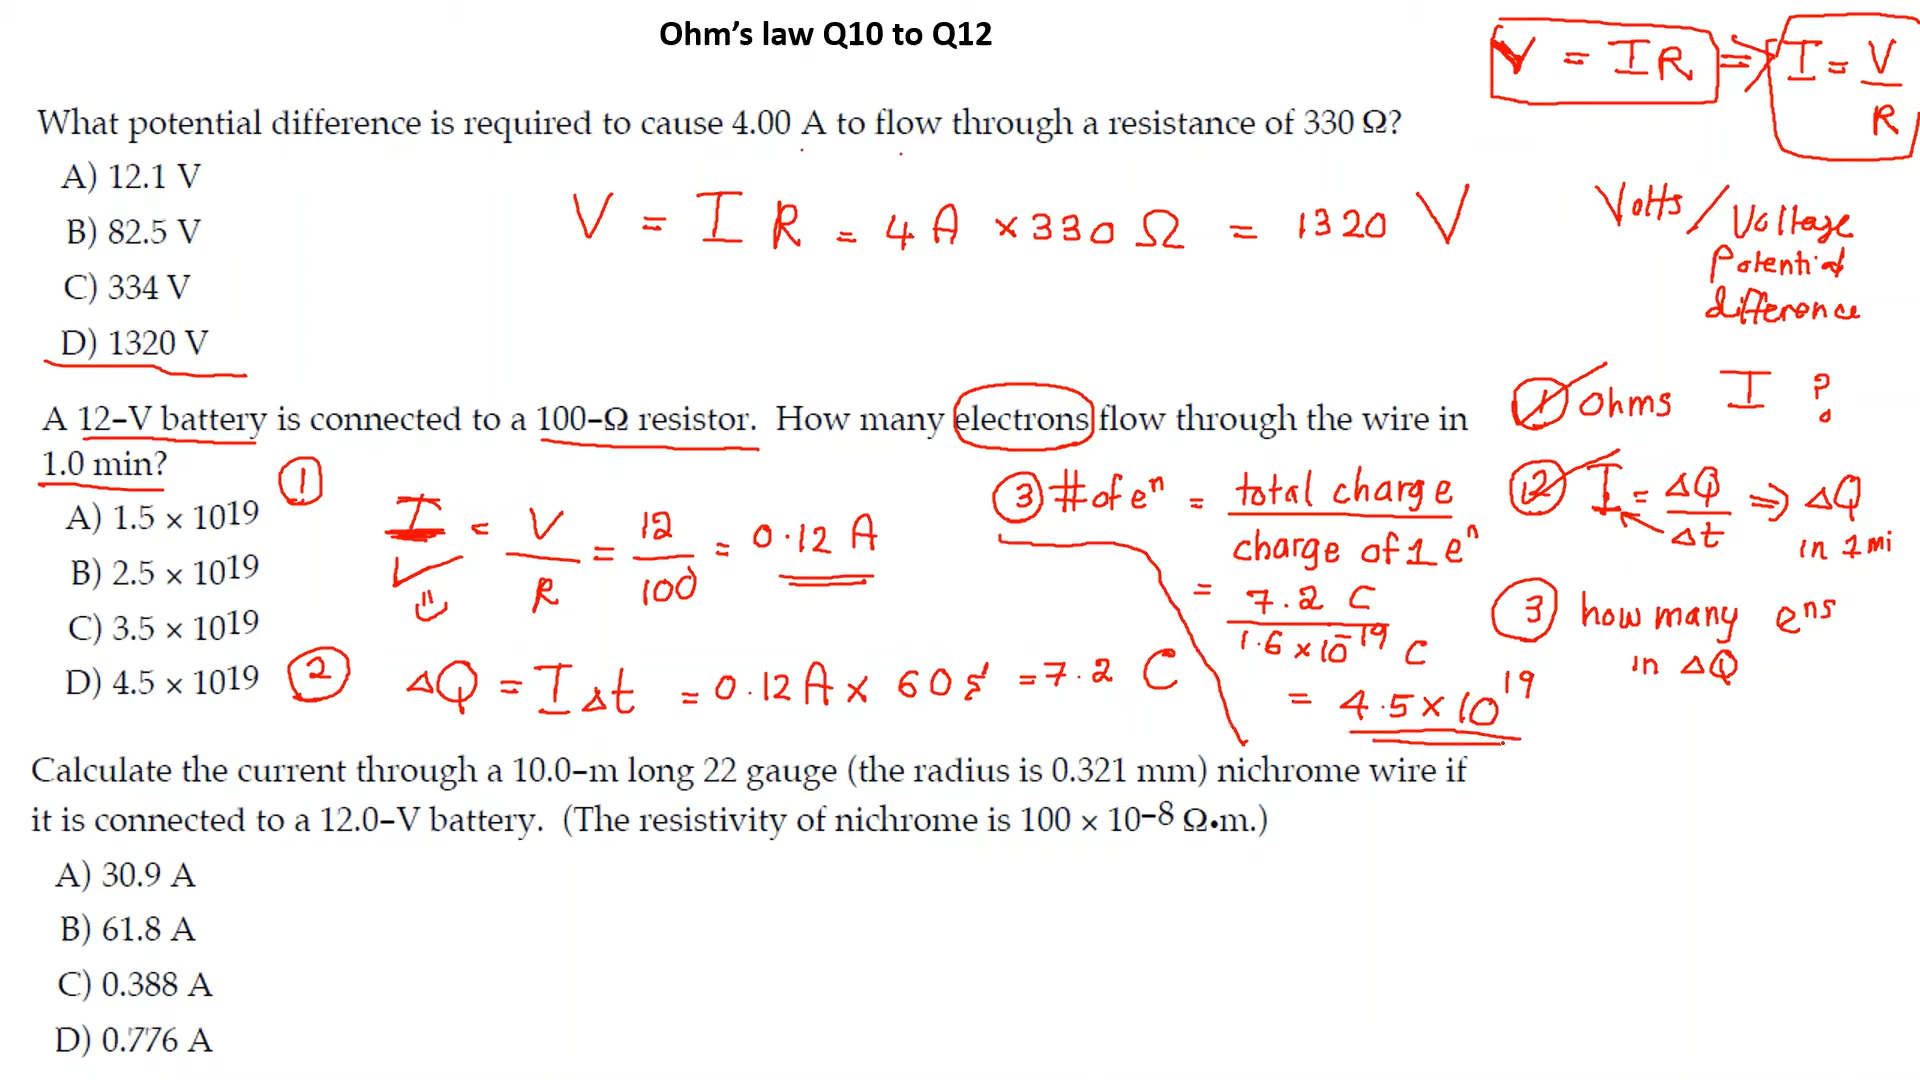 Ohm's law Q10 to Q12
V = IR ⇒ I = V/R
What potential difference is required to cause 4.00 A to flow through a resistance of 330 Ω?
A) 12.1 V
B) 82.5 V
C) 334 V
D) 1320 V
V = I R = 4 A × 330 Ω = 1320 V
Volts / Voltage
Potential
difference
A 12–V battery is connected to a 100–Ω resistor. How many electrons flow through the wire in
1.0 min?
A) 1.5 × 10¹⁹
B) 2.5 × 10¹⁹
C) 3.5 × 10¹⁹
D) 4.5 × 10¹⁹
① I = V/R = 12/100 = 0.12 A
② ΔQ = I Δt = 0.12 A × 60 s = 7.2 C
③ # of eⁿ = total charge / charge of 1 eⁿ
= 7.2 C / 1.6 × 10⁻¹⁹ C
= 4.5 × 10¹⁹
① Ohms I ?
② I = ΔQ/Δt ⇒ ΔQ
in 1 mi
③ how many eⁿˢ
in ΔQ
Calculate the current through a 10.0–m long 22 gauge (the radius is 0.321 mm) nichrome wire if
it is connected to a 12.0–V battery. (The resistivity of nichrome is 100 × 10⁻⁸ Ω•m.)
A) 30.9 A
B) 61.8 A
C) 0.388 A
D) 0.776 A